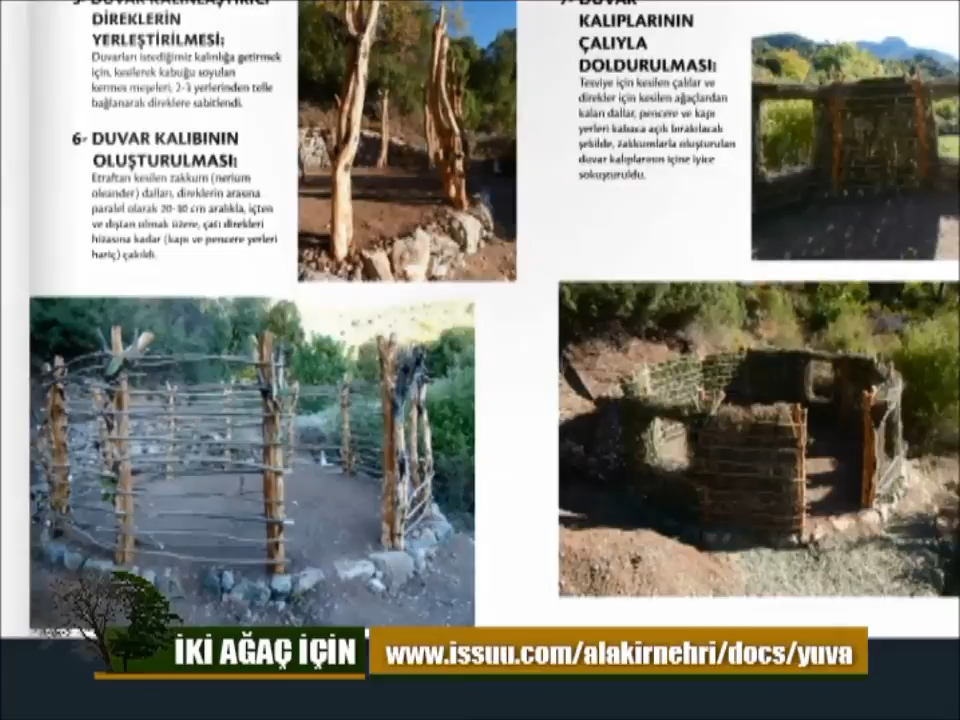 5- DUVAR KALINLAŞTIRICI
DİREKLERİN
YERLEŞTİRİLMESİ:
Duvarları istediğimiz kalınlığa getirmek
için, kesilerek kabuğu soyulan
kermes meşeleri, 2-3 yerlerinden telle
bağlanarak direklere sabitlendi.
6- DUVAR KALIBININ
OLUŞTURULMASI:
Etraftan kesilen zakkum (nerium
oleander) dalları, direklerin arasına
paralel olarak 20-30 cm aralıkla, içten
ve dıştan olmak üzere, çatı direkleri
hizasına kadar (kapı ve pencere yerleri
hariç) çakıldı.
7- DUVAR
KALIPLARININ
ÇALIYLA
DOLDURULMASI:
Tesviye için kesilen çalılar ve
direkler için kesilen ağaçlardan
kalan dallar, pencere ve kapı
yerleri kabaca açık bırakılacak
şekilde, zakkumlarla oluşturulan
duvar kalıplarının içine iyice
sokuşturuldu.
İKİ AĞAÇ İÇİN
www.issuu.com/alakirnehri/docs/yuva